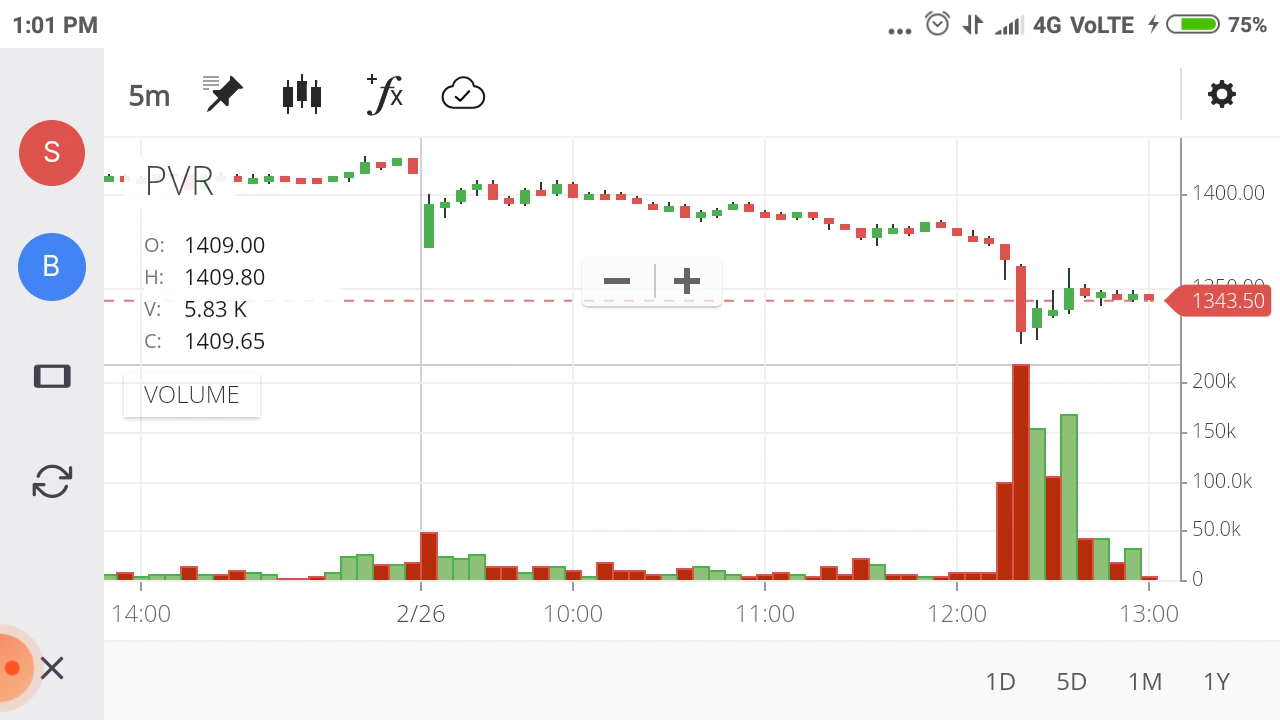 1:01 PM
... 4G VoLTE 75%
5m
fx
S
B
PVR
O: 1409.00
H: 1409.80
V: 5.83 K
C: 1409.65
1400.00
1343.50
VOLUME
200k
150k
100.0k
50.0k
0
14:00 2/26 10:00 11:00 12:00 13:00
1D 5D 1M 1Y